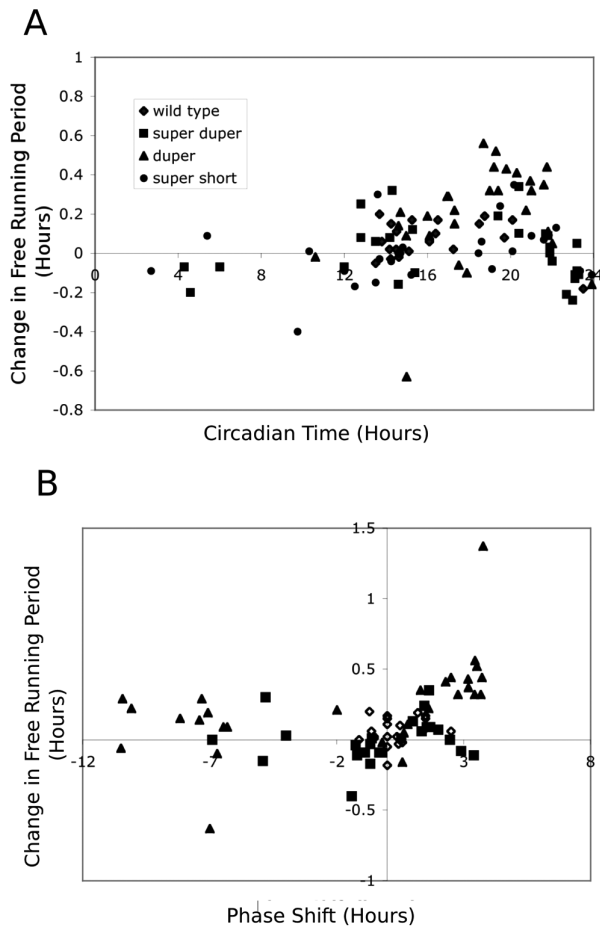 A
1
0.8
0.6
0.4
0.2
0
-0.2
-0.4
-0.6
-0.8
Change in Free Running Period
(Hours)
wild type
super duper
duper
super short
0 4 8 12 16 20 24
Circadian Time (Hours)
B
1.5
1
0.5
0
-0.5
-1
Change in Free Running Period
(Hours)
-12 -7 -2 3 8
Phase Shift (Hours)